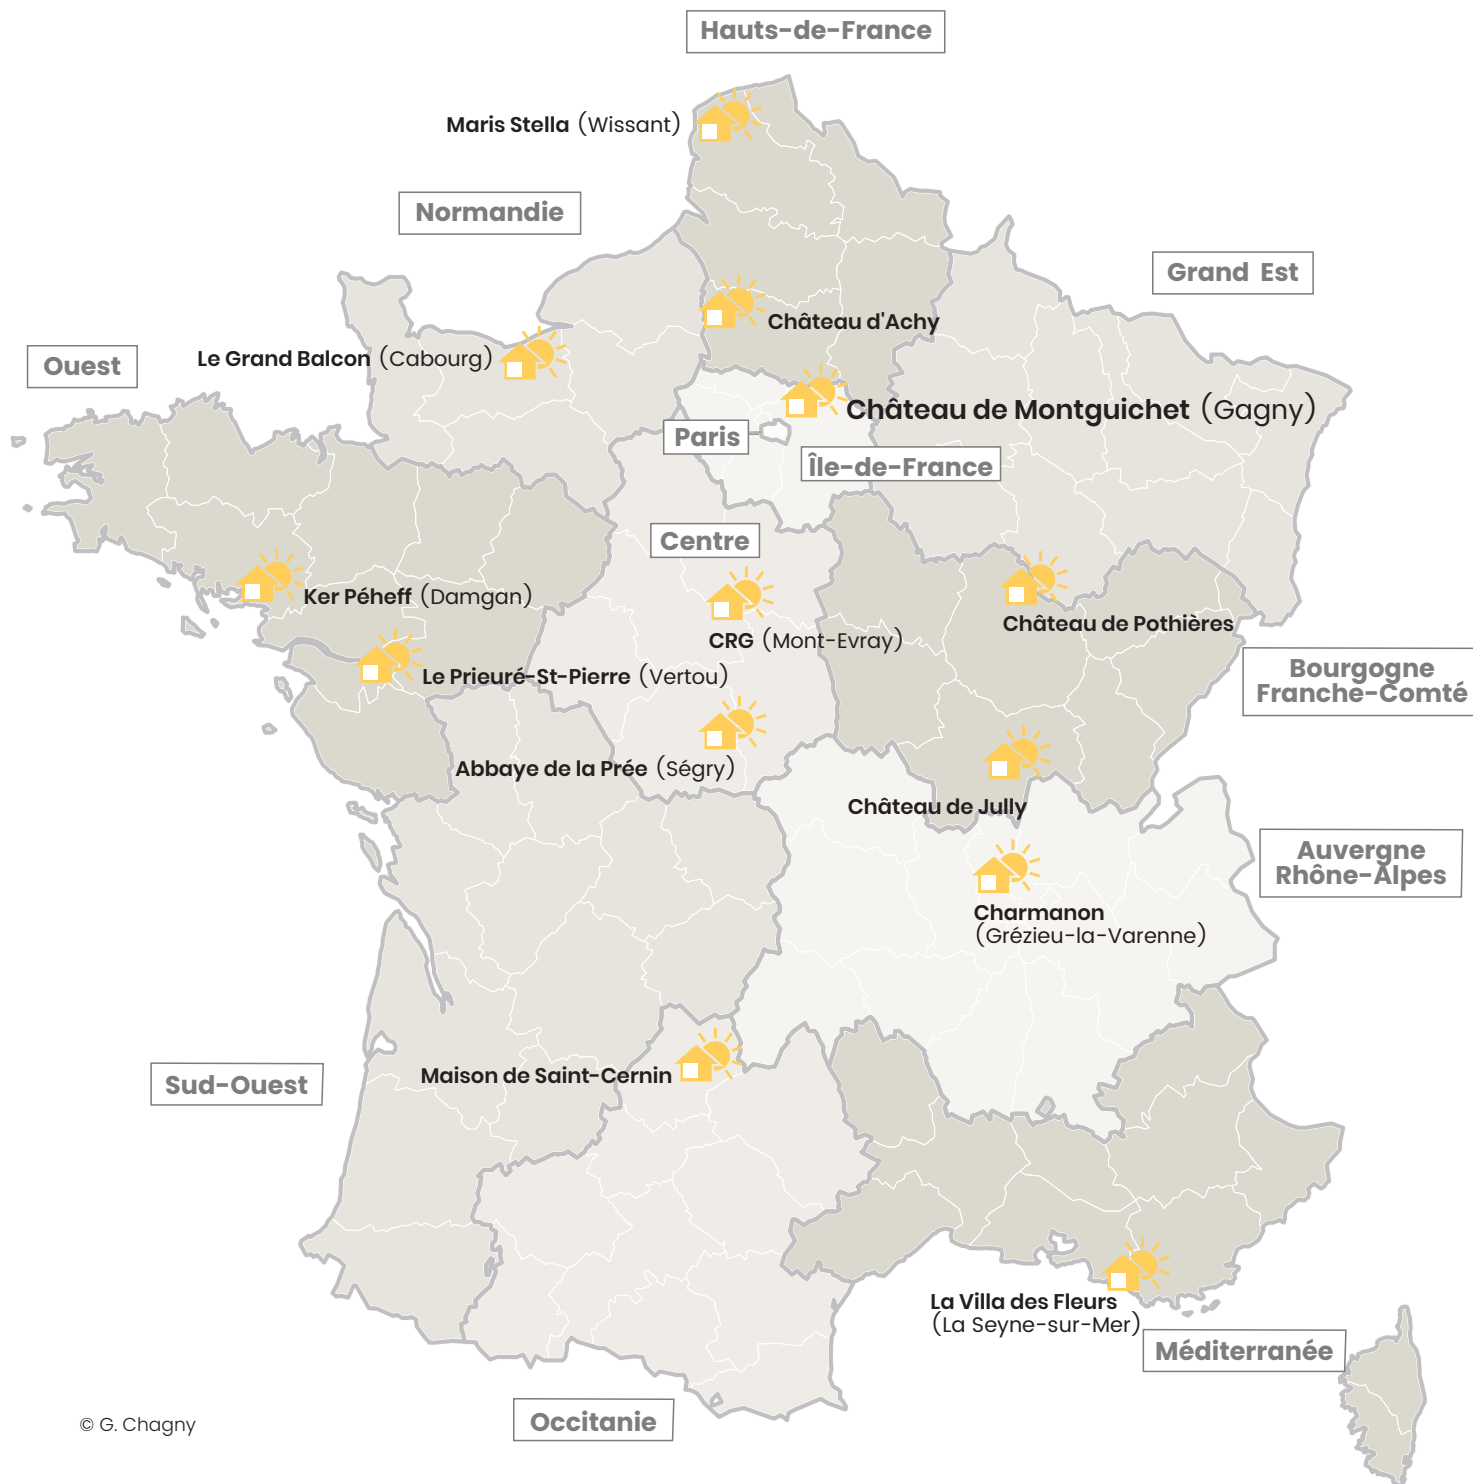 Hauts-de-France
Maris Stella (Wissant)
Normandie
Grand Est
Château d'Achy
Ouest
Le Grand Balcon (Cabourg)
Château de Montguichet (Gagny)
Paris
Île-de-France
Centre
Ker Péheff (Damgan)
CRG (Mont-Evray)
Château de Pothières
Le Prieuré-St-Pierre (Vertou)
Bourgogne
Franche-Comté
Abbaye de la Prée (Ségry)
Château de Jully
Auvergne
Rhône-Alpes
Charmanon
(Grézieu-la-Varenne)
Maison de Saint-Cernin
Sud-Ouest
La Villa des Fleurs
(La Seyne-sur-Mer)
Méditerranée
Occitanie
© G. Chagny